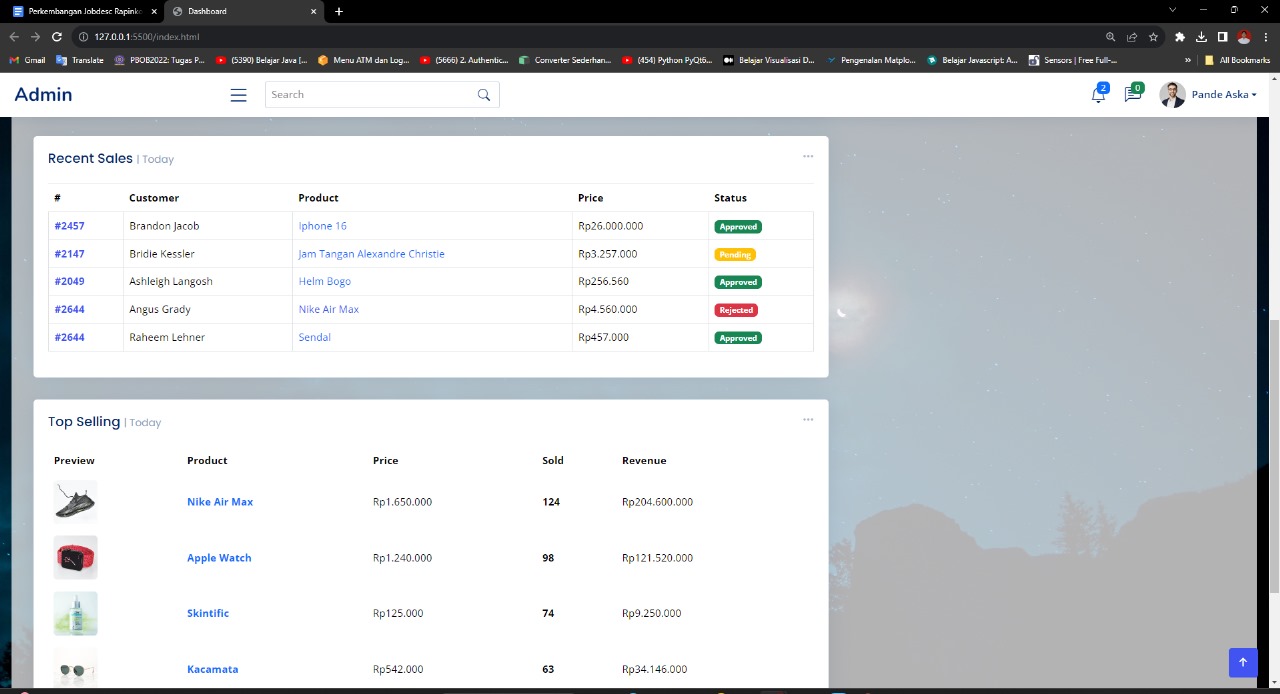 Perkembangan Jobdesc Rapinko
Dashboard
127.0.0.1:5500/index.html
Gmail Translate PBOB2022: Tugas P... (5390) Belajar Java [... Menu ATM dan Log... (5666) 2. Authentic... Converter Sederhan... (454) Python PyQt6... Belajar Visualisasi D... Pengenalan Matplo... Belajar Javascript: A... Sensors | Free Full-... » All Bookmarks
Admin
Search
2
0
Pande Aska
Recent Sales | Today
# Customer Product Price Status
#2457 Brandon Jacob Iphone 16 Rp26.000.000 Approved
#2147 Bridie Kessler Jam Tangan Alexandre Christie Rp3.257.000 Pending
#2049 Ashleigh Langosh Helm Bogo Rp256.560 Approved
#2644 Angus Grady Nike Air Max Rp4.560.000 Rejected
#2644 Raheem Lehner Sendal Rp457.000 Approved
Top Selling | Today
Preview Product Price Sold Revenue
Nike Air Max Rp1.650.000 124 Rp204.600.000
Apple Watch Rp1.240.000 98 Rp121.520.000
Skintific Rp125.000 74 Rp9.250.000
Kacamata Rp542.000 63 Rp34.146.000